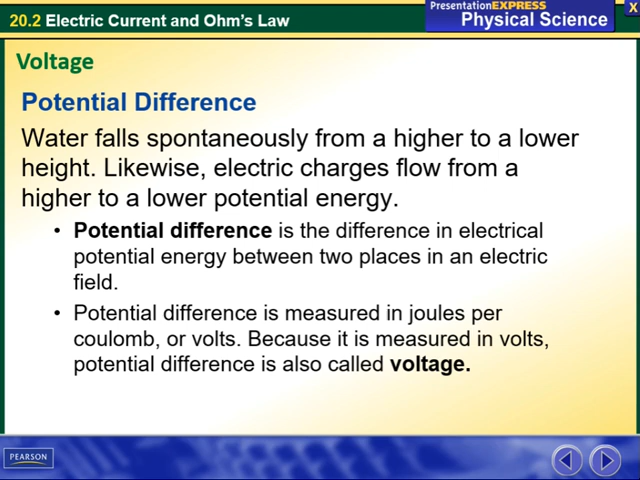 20.2 Electric Current and Ohm's Law
PresentationEXPRESS
Physical Science
X
Voltage
Potential Difference
Water falls spontaneously from a higher to a lower
height. Likewise, electric charges flow from a
higher to a lower potential energy.
• Potential difference is the difference in electrical
potential energy between two places in an electric
field.
• Potential difference is measured in joules per
coulomb, or volts. Because it is measured in volts,
potential difference is also called voltage.
PEARSON